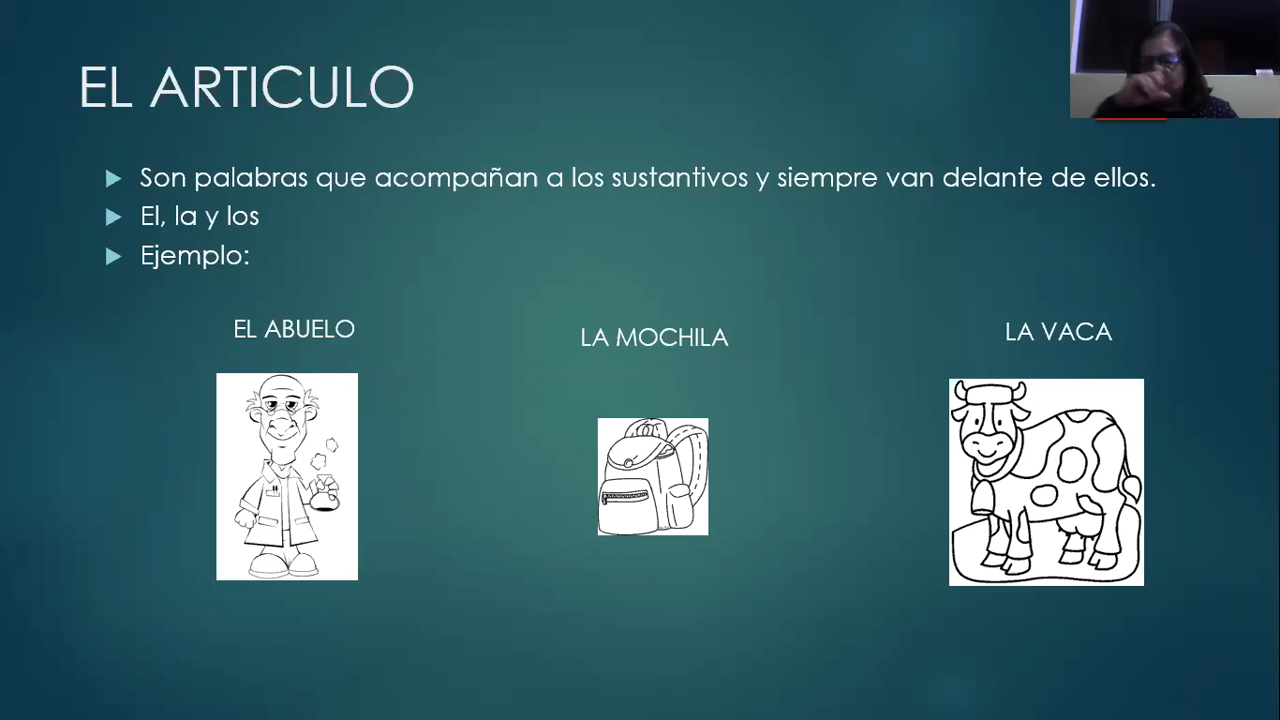 EL ARTICULO
Son palabras que acompañan a los sustantivos y siempre van delante de ellos.
El, la y los
Ejemplo:
EL ABUELO
LA MOCHILA
LA VACA